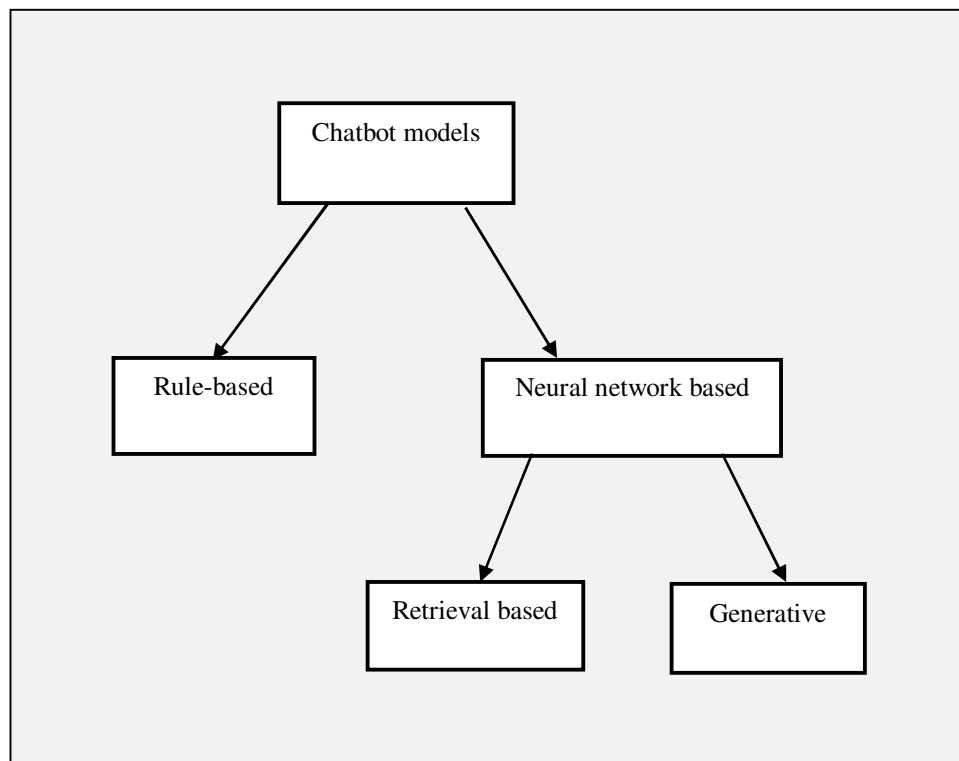 Chatbot models
Rule-based
Neural network based
Retrieval based
Generative